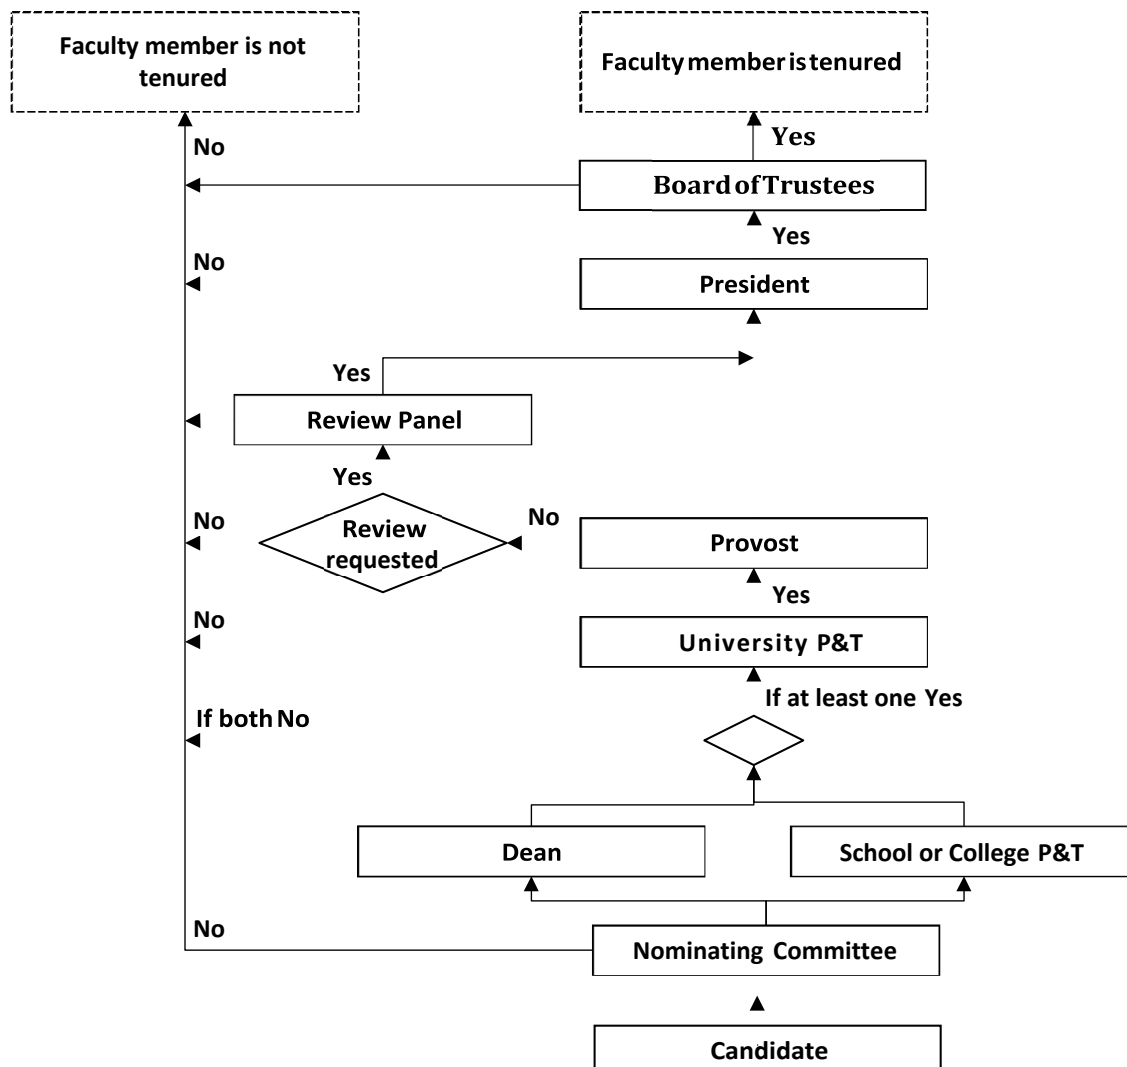 Faculty member is not
tenured
Faculty member is tenured
No
Yes
Board of Trustees
Yes
No
President
Yes
Review Panel
Yes
No
Review
requested
No
Provost
Yes
No
University P&T
If at least one Yes
If both No
Dean
School or College P&T
No
Nominating Committee
Candidate